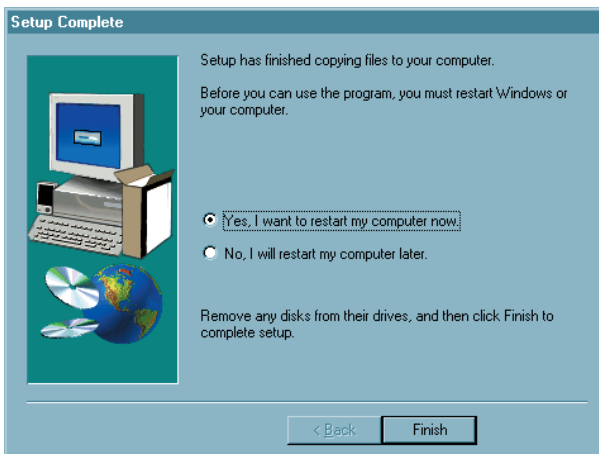 Setup Complete
Setup has finished copying files to your computer.
Before you can use the program, you must restart Windows or
your computer.
Yes, I want to restart my computer now.
No, I will restart my computer later.
Remove any disks from their drives, and then click Finish to
complete setup.
< Back
Finish